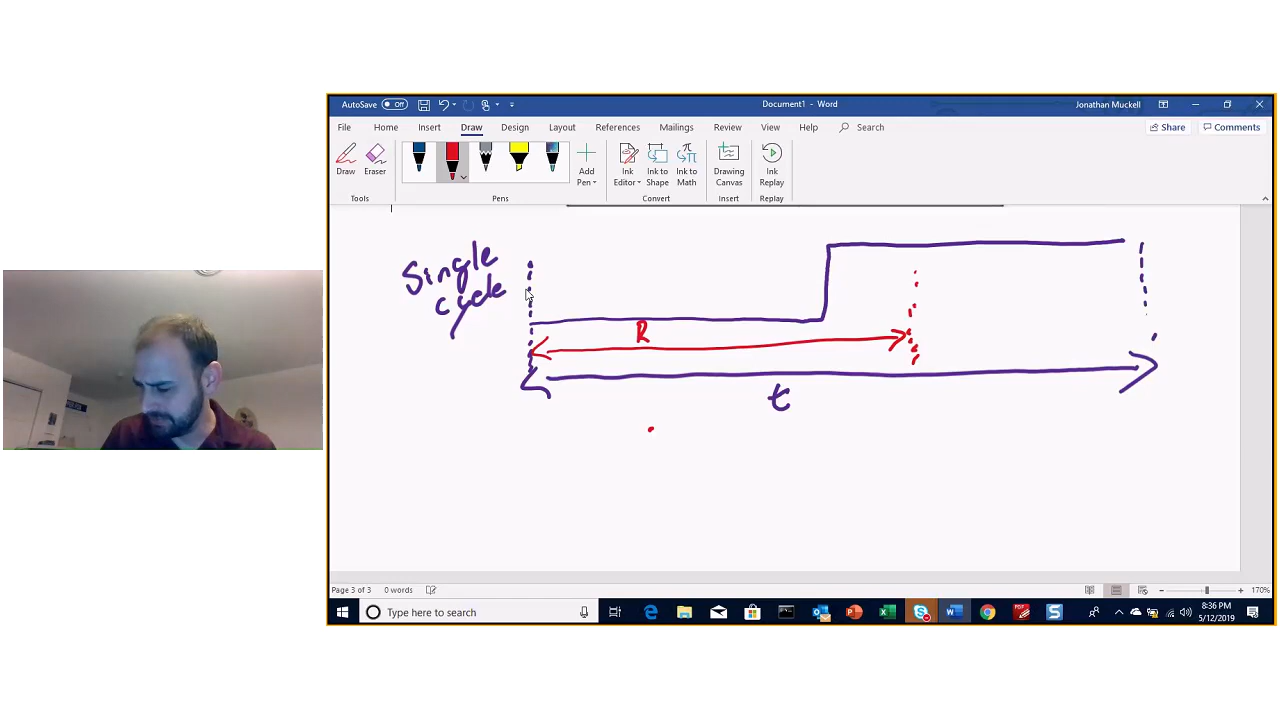 AutoSave Off Document1 - Word Jonathan Muckell
File Home Insert Draw Design Layout References Mailings Review View Help Search Share Comments
Draw Eraser Add Pen Ink Editor Ink to Shape Ink to Math Drawing Canvas Ink Replay
Tools Pens Convert Insert Replay
Single
cycle
R
t
Page 3 of 3 0 words 170%
Type here to search 8:36 PM
5/12/2019